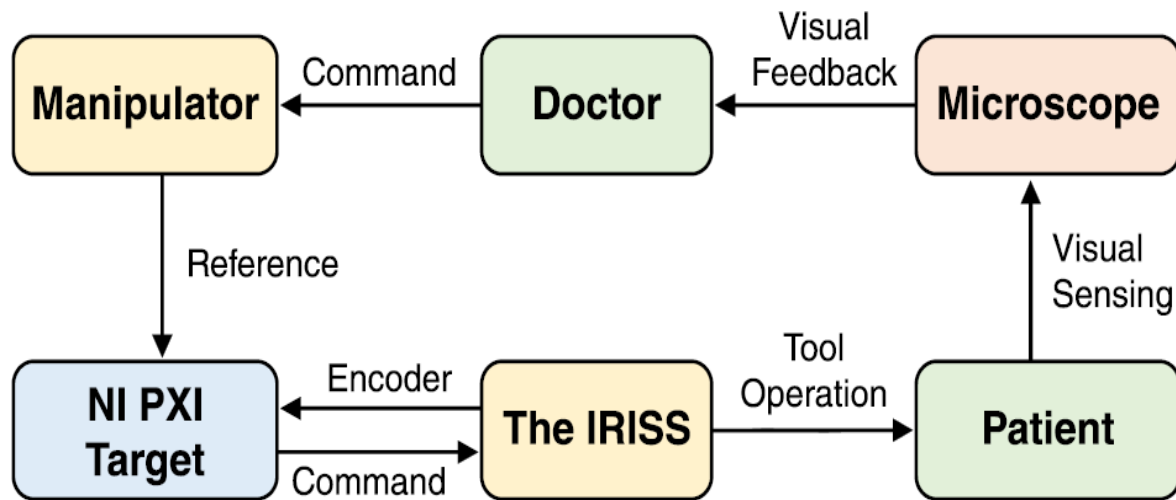 Manipulator
Command
Doctor
Visual
Feedback
Microscope
Reference
Visual
Sensing
NI PXI
Target
Encoder
Command
The IRISS
Tool
Operation
Patient